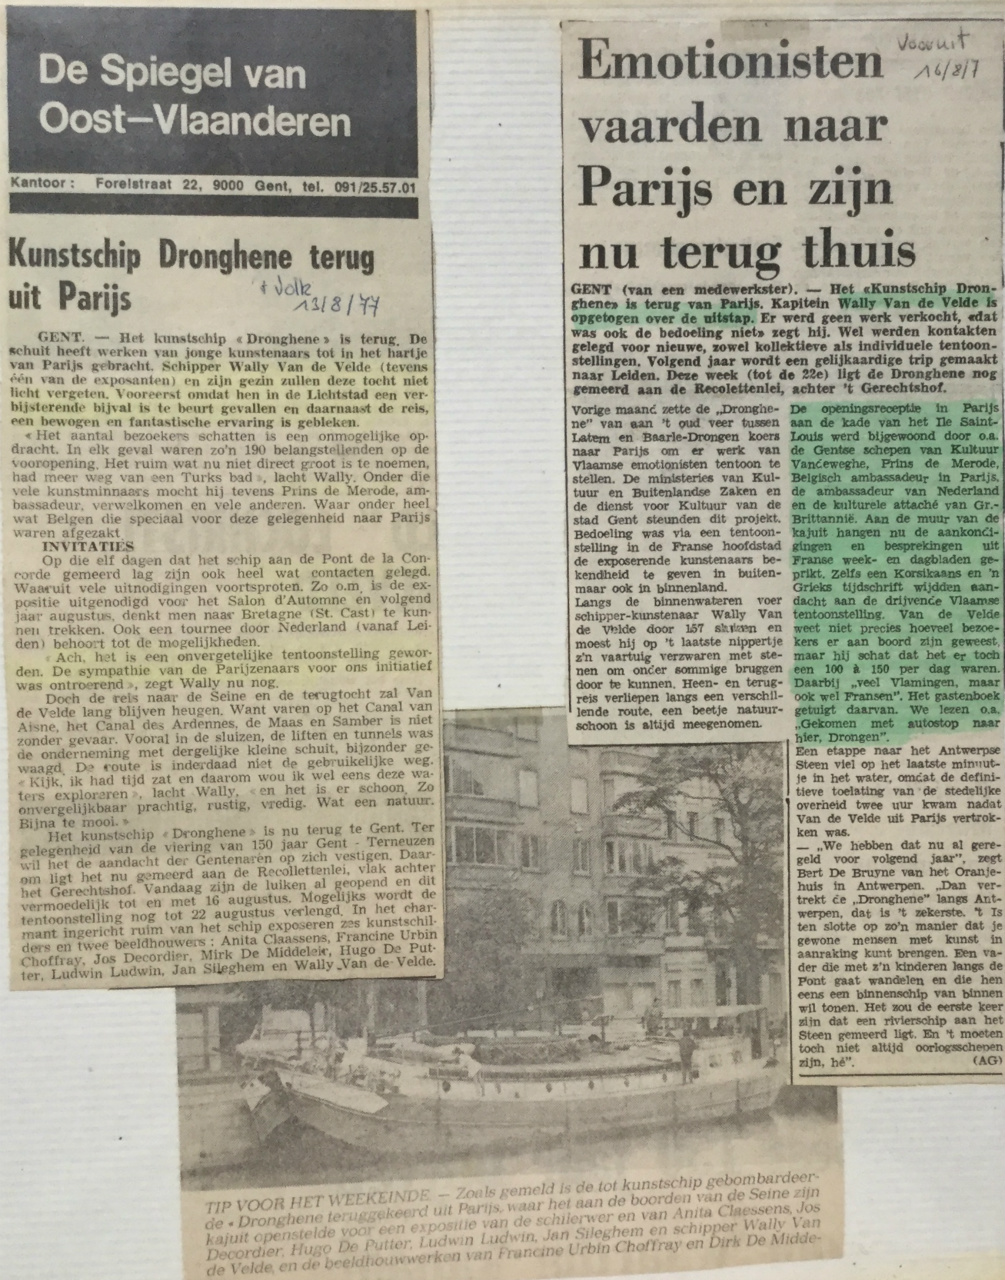 De Spiegel van
Oost–Vlaanderen
Kantoor : Forelstraat 22, 9000 Gent, tel. 091/25.57.01
Kunstschip Dronghene terug
uit Parijs
't Volk
13/8/77
GENT. — Het kunstschip « Dronghene » is terug. De
schuit heeft werken van jonge kunstenaars tot in het hartje
van Parijs gebracht. Schipper Wally Van de Velde (tevens
één van de exposanten) en zijn gezin zullen deze tocht niet
licht vergeten. Vooreerst omdat hen in de Lichtstad een ver-
bijsterende bijval is te beurt gevallen en daarnaast de reis,
een bewogen en fantastische ervaring is gebleken.
« Het aantal bezoekers schatten is een onmogelijke op-
dracht. In elk geval waren zo'n 190 belangstellenden op de
vooropening. Het ruim wat nu niet direct groot is te noemen,
had meer weg van een Turks bad », lacht Wally. Onder die
vele kunstminnaars mocht hij tevens Prins de Merode, am-
bassadeur, verwelkomen en vele anderen. Waar onder heel
wat Belgen die speciaal voor deze gelegenheid naar Parijs
waren afgezakt
INVITATIES
Op die elf dagen dat het schip aan de Pont de la Con-
corde gemeerd lag zijn ook heel wat contacten gelegd.
Waaruit vele uitnodigingen voortsproten. Zo o.m is de ex-
positie uitgenodigd voor het Salon d'Automne en volgend
jaar augustus, denkt men naar Bretagne (St. Cast) te kun-
nen trekken. Ook een tournee door Nederland (vanaf Lei-
den) behoort tot de mogelijkheden.
« Ach, het is een onvergetelijke tentoonstelling gewor-
den. De sympathie van de Parijzenaars voor ons initiatief
was ontroerend », zegt Wally nu nog.
Doch de reis naar de Seine en de terugtocht zal Van
de Velde lang blijven heugen. Want varen op het Canal van
Aisne, het Canal des Ardennes, de Maas en Samber is niet
zonder gevaar. Vooral in de sluizen, de liften en tunnels was
de onderneming met dergelijke kleine schuit, bijzonder ge-
waagd. De route is inderdaad niet de gebruikelijke weg.
« Kijk, ik had tijd zat en daarom wou ik wel eens deze wa-
ters exploreren », lacht Wally, « en het is er schoon. Zo
onvergelijkbaar prachtig, rustig, vredig. Wat een natuur.
Bijna te mooi. »
Het kunstschip « Dronghene » is nu terug te Gent. Ter
gelegenheid van de viering van 150 jaar Gent - Terneuzen
wil het de aandacht der Gentenaren op zich vestigen. Daar-
om ligt het nu gemeerd aan de Recollettenlei, vlak achter
het Gerechtshof. Vandaag zijn de luiken al geopend en dit
vermoedelijk tot en met 16 augustus. Mogelijks wordt de
tentoonstelling nog tot 22 augustus verlengd. In het char-
mant ingericht ruim van het schip exposeren zes kunstschil-
ders en twee beeldhouwers : Anita Claassens, Francine Urbin
Choffray, Jos Decordier, Mirk De Middeleir, Hugo De Put-
ter, Ludwin Ludwin, Jan Sileghem en Wally Van de Velde.
Vooruit
16/8/7
Emotionisten
vaarden naar
Parijs en zijn
nu terug thuis
GENT (van een medewerkster). — Het «Kunstschip Dron-
ghene» is terug van Parijs. Kapitein Wally Van de Velde is
opgetogen over de uitstap. Er werd geen werk verkocht, «dat
was ook de bedoeling niet» zegt hij. Wel werden kontakten
gelegd voor nieuwe, zowel kollektieve als individuele tentoon-
stellingen. Volgend jaar wordt een gelijkaardige trip gemaakt
naar Leiden. Deze week (tot de 22e) ligt de Dronghene nog
gemeerd aan de Recolettenlei, achter 't Gerechtshof.
Vorige maand zette de „Dronghe-
ne” van aan 't oud veer tussen
Latem en Baarle-Drongen koers
naar Parijs om er werk van
Vlaamse emotionisten tentoon te
stellen. De ministeries van Kul-
tuur en Buitenlandse Zaken en
de dienst voor Kultuur van de
stad Gent steunden dit projekt.
Bedoeling was via een tentoon-
stelling in de Franse hoofdstad
de exposerende kunstenaars be-
kendheid te geven in buiten-
maar ook in binnenland.
Langs de binnenwateren voer
schipper-kunstenaar Wally Van
de Velde door 157 sluizen en
moest hij op 't laatste nippertje
z'n vaartuig verzwaren met ste-
nen om onder sommige bruggen
door te kunnen. Heen- en terug-
reis verliepen langs een verschil-
lende route, een beetje natuur-
schoon is altijd meegenomen.
De openingsreceptie in Parijs
aan de kade van het Ile Saint-
Louis werd bijgewoond door o.a.
de Gentse schepen van Kultuur
Vandeweghe, Prins de Merode,
Belgisch ambassadeur in Parijs,
de ambassadeur van Nederland
en de kulturele attaché van Gr.-
Brittannië. Aan de muur van de
kajuit hangen nu de aankondi-
gingen en besprekingen uit
Franse week- en dagbladen ge-
prikt. Zelfs een Korsikaans en 'n
Grieks tijdschrift wijdden aan-
dacht aan de drijvende Vlaamse
tentoonstelling. Van de Velde
weet niet precies hoeveel bezoe-
kers er aan boord zijn geweest,
maar hij schat dat het er toch
een 100 à 150 per dag waren.
Daarbij „veel Vlamingen, maar
ook wel Fransen”. Het gastenboek
getuigt daarvan. We lezen o.a.
„Gekomen met autostop naar
hier, Drongen”.
Een etappe naar het Antwerpse
Steen viel op het laatste minuut-
je in het water, omdat de defini-
tieve toelating van de stedelijke
overheid twee uur kwam nadat
Van de Velde uit Parijs vertrok-
ken was.
— „We hebben dat nu al gere-
geld voor volgend jaar”, zegt
Bert De Bruyne van het Oranje-
huis in Antwerpen. „Dan ver-
trekt de „Dronghene” langs Ant-
werpen, dat is 't zekerste. 't Is
ten slotte op zo'n manier dat je
gewone mensen met kunst in
aanraking kunt brengen. Een va-
der die met z'n kinderen langs de
Pont gaat wandelen en die hen
eens een binnenschip van binnen
wil tonen. Het zou de eerste keer
zijn dat een rivierschip aan het
Steen gemeerd ligt. En 't moeten
toch niet altijd oorlogsschepen
zijn, hé”. (AG)
TIP VOOR HET WEEKEINDE — Zoals gemeld is de tot kunstschip gebombardeer-
de « Dronghene teruggekeerd uit Parijs, waar het aan de boorden van de Seine zijn
kajuit openstelde voor een expositie van de schilerwer en van Anita Claessens, Jos
Decordier, Hugo De Putter, Ludwin Ludwin, Jan Sileghem en schipper Wally Van
de Velde, en de beeldhouwwerken van Francine Urbin Choffray en Dirk De Midde-